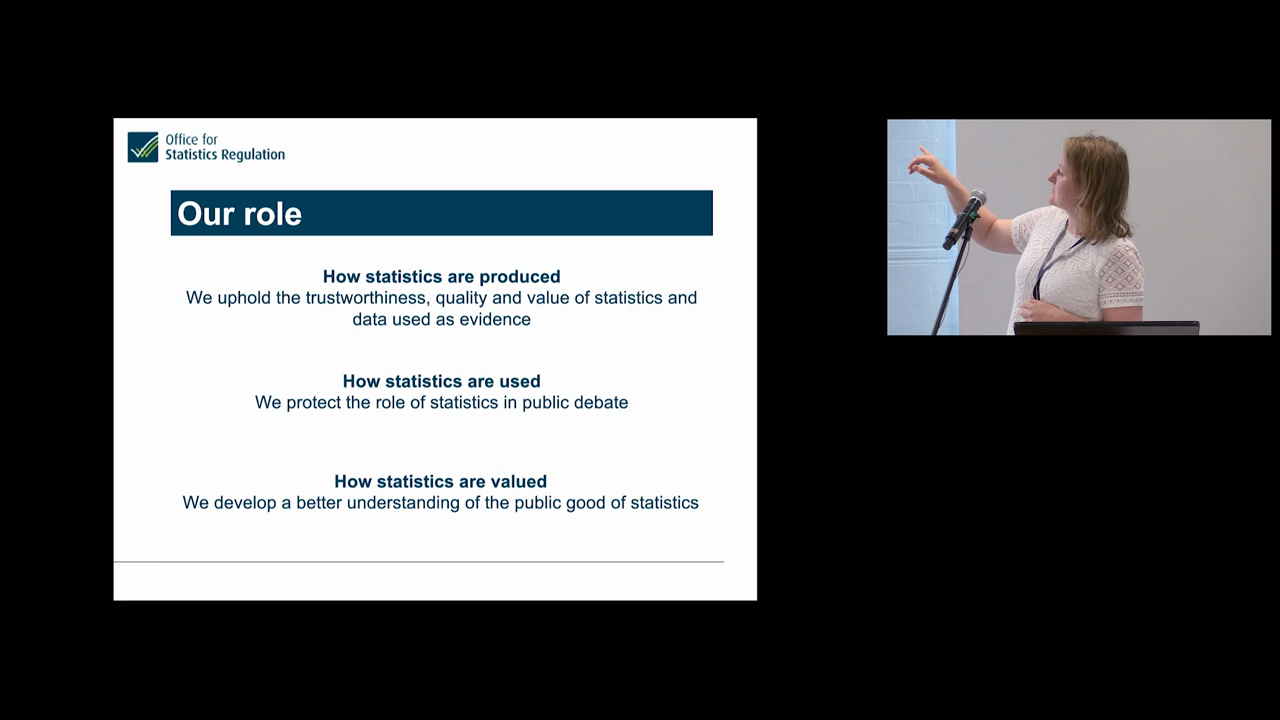 Office for
Statistics Regulation
Our role
How statistics are produced
We uphold the trustworthiness, quality and value of statistics and
data used as evidence
How statistics are used
We protect the role of statistics in public debate
How statistics are valued
We develop a better understanding of the public good of statistics